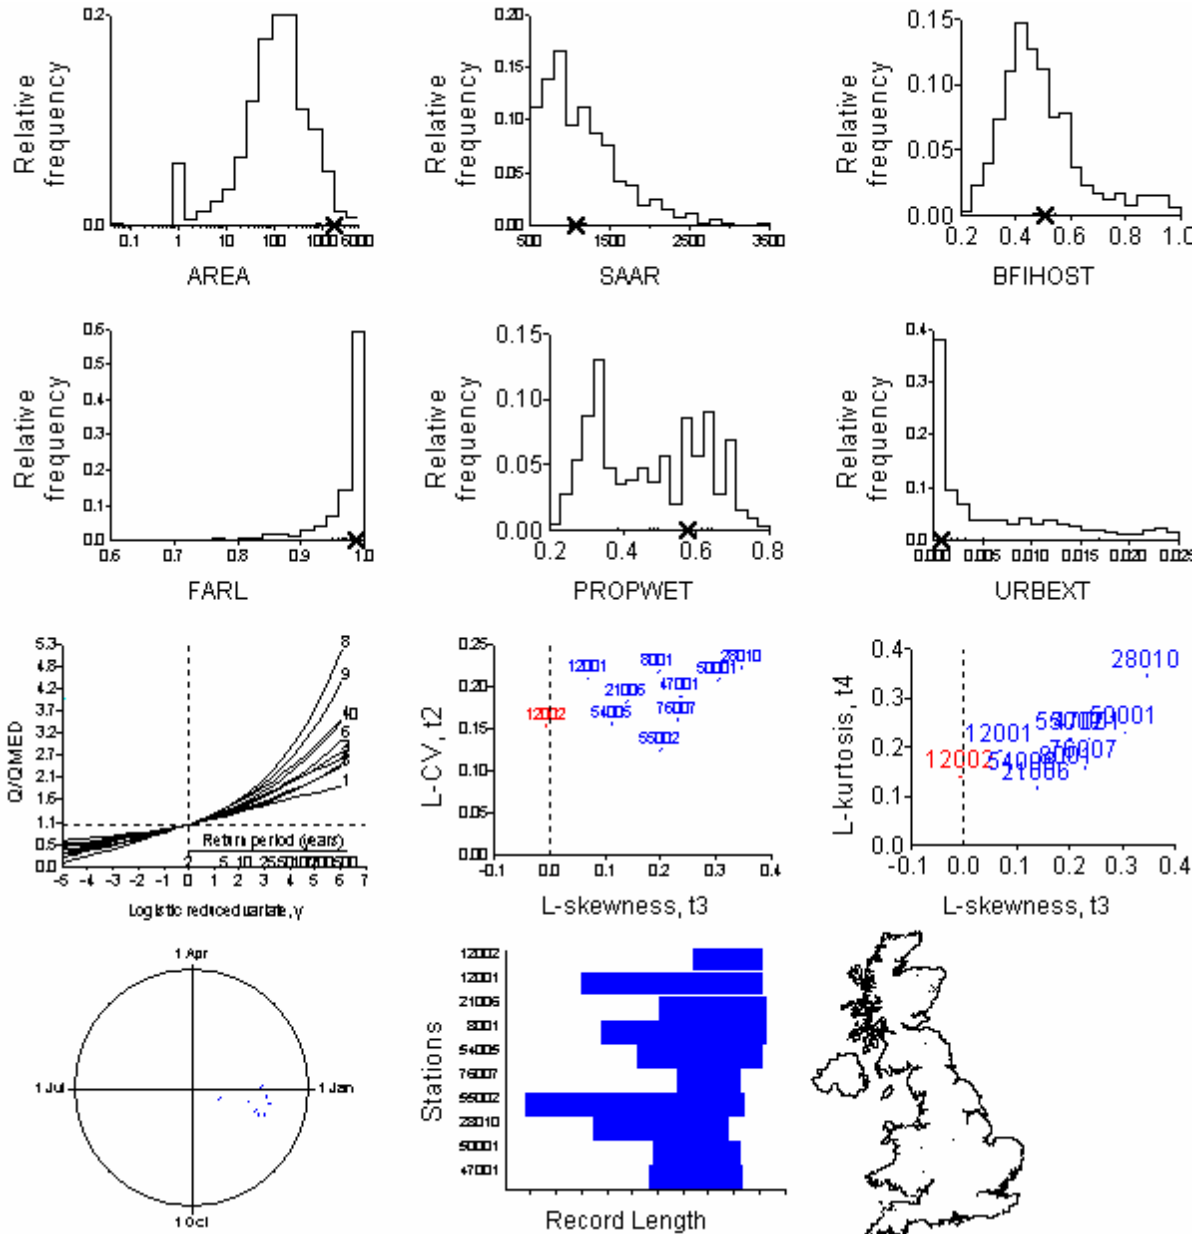 Relative frequency
0.2
0.0
0.1 1 10 100
AREA
Relative frequency
0.20
0.15
0.10
0.05
0.00
500 1500 2500 3500
SAAR
Relative frequency
0.15
0.10
0.05
0.00
0.2 0.4 0.6 0.8 1.0
BFIHOST
Relative frequency
0.6
0.5
0.4
0.3
0.2
0.1
0.0
0.6 0.7 0.8 0.9 1.0
FARL
Relative frequency
0.15
0.10
0.05
0.00
0.2 0.4 0.6 0.8
PROPWET
Relative frequency
0.4
0.3
0.2
0.1
0.0
0.000 0.005 0.010 0.015 0.020 0.025
URBEXT
Q/QMED
5.3
4.8
4.2
3.7
3.2
2.7
2.1
1.6
1.1
0.5
0.0
8
9
6
1
Return period (years)
2 5 10 25 50 500
-5 -4 -3 -2 -1 0 1 2 3 4 5 6 7
Logistic reduced variate, y
L-CV, t2
0.25
0.20
0.15
0.10
0.05
0.00
12001 8001 50001 28010
21006 47001
12002 54005 76007
55002
-0.1 0.0 0.1 0.2 0.3 0.4
L-skewness, t3
L-kurtosis, t4
0.4
0.3
0.2
0.1
0.0
28010
12001 50001
12002 76007
21006
-0.1 0.0 0.1 0.2 0.3 0.4
L-skewness, t3
1 Apr
1 Jul
1 Jan
1 Oct
Stations
12002
12001
21006
8001
54005
76007
55002
28010
50001
47001
Record Length